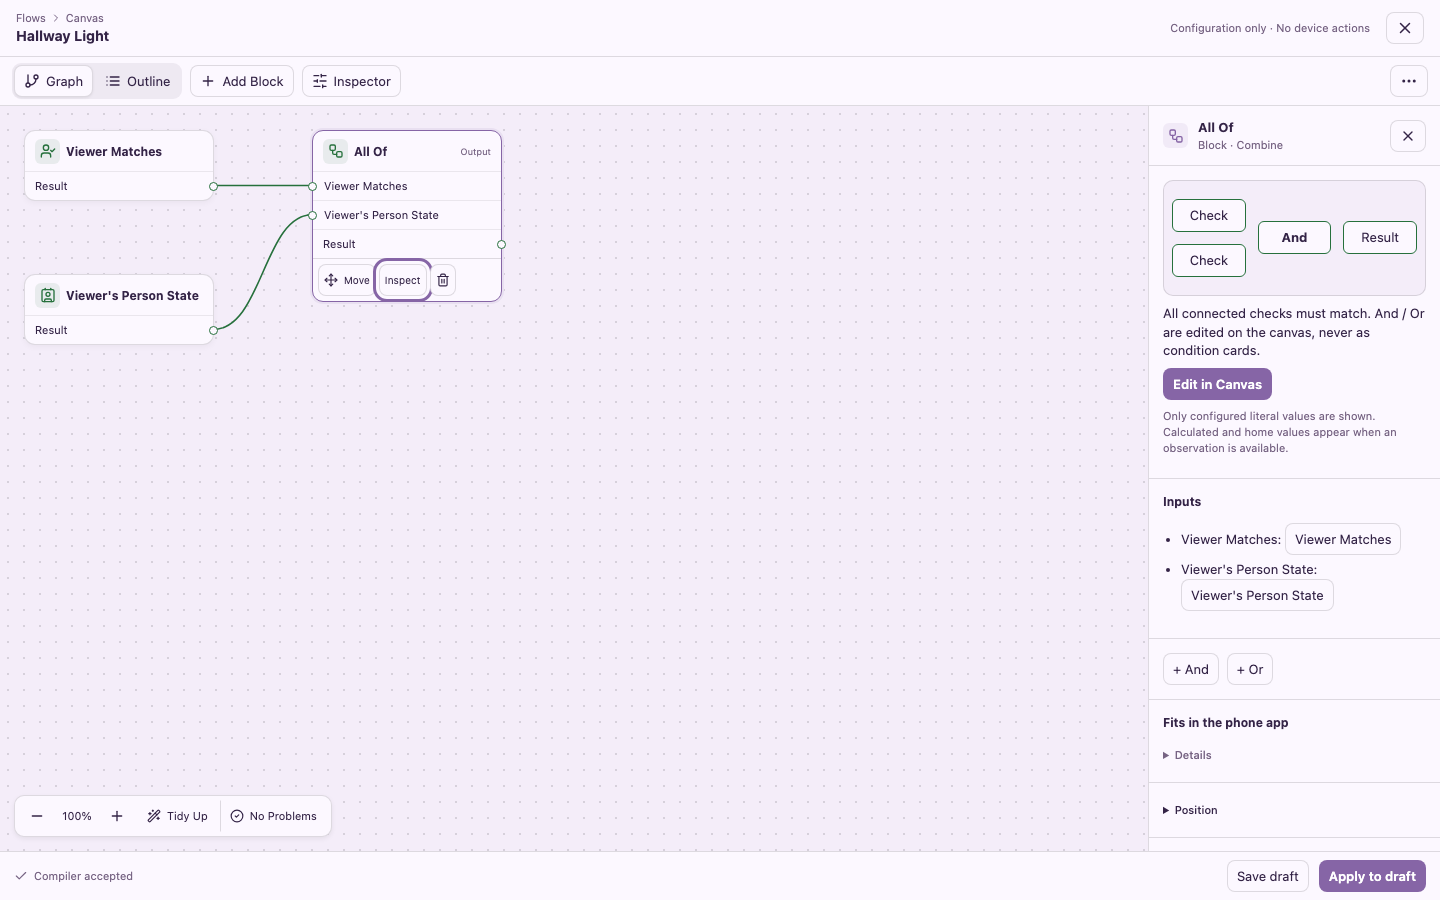 Flows > Canvas
Hallway Light
Configuration only · No device actions
Graph
Outline
Add Block
Inspector
Viewer Matches
Result
All Of
Output
Viewer Matches
Viewer's Person State
Result
Move
Inspect
Viewer's Person State
Result
100%
Tidy Up
No Problems
All Of
Block · Combine
Check
Check
And
Result
All connected checks must match. And / Or
are edited on the canvas, never as
condition cards.
Edit in Canvas
Only configured literal values are shown.
Calculated and home values appear when an
observation is available.
Inputs
• Viewer Matches: Viewer Matches
• Viewer's Person State:
Viewer's Person State
+ And
+ Or
Fits in the phone app
Details
Position
Compiler accepted
Save draft
Apply to draft